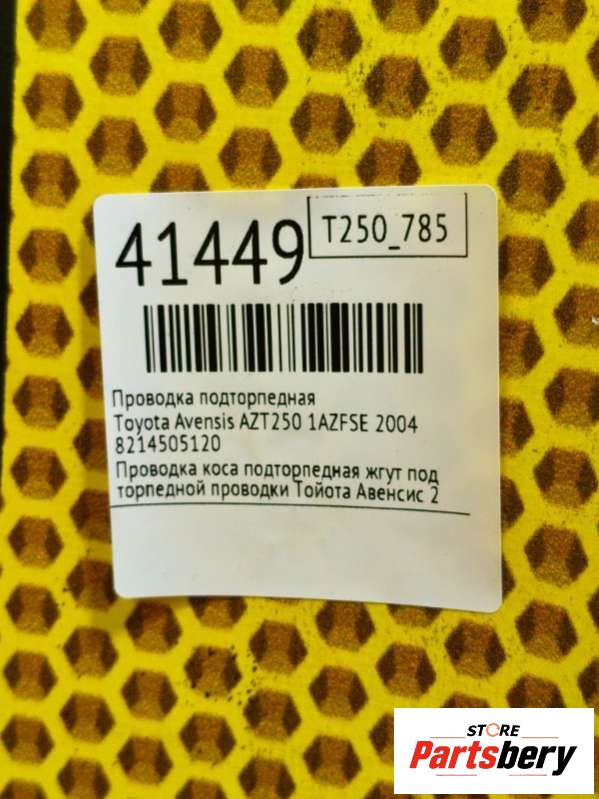 41449
T250_785
Проводка подторпедная
Toyota Avensis AZT250 1AZFSE 2004
8214505120
Проводка коса подторпедная жгут под
торпедной проводки Тойота Авенсис 2
STORE
Partsbery